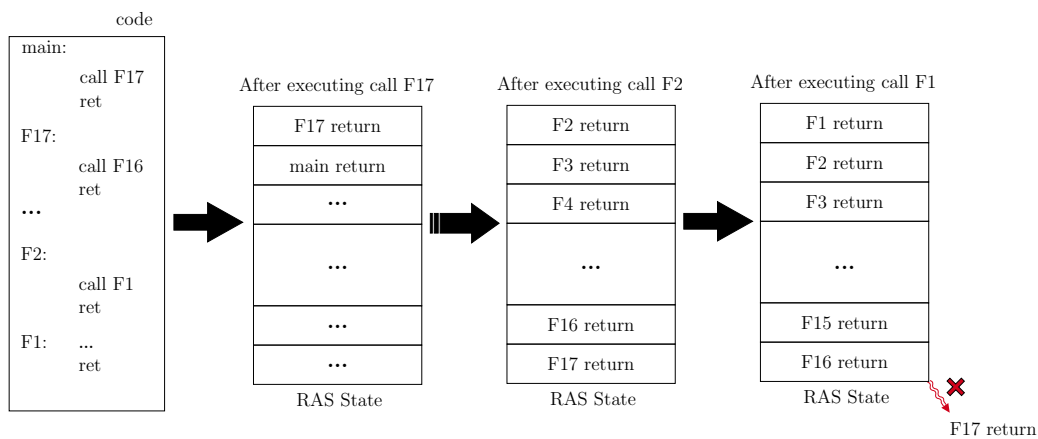 code
main:
call F17
ret
F17:
call F16
ret
...
F2:
call F1
ret
F1: ...
ret
After executing call F17
F17 return
main return
...
...
...
...
RAS State
After executing call F2
F2 return
F3 return
F4 return
...
F16 return
F17 return
RAS State
After executing call F1
F1 return
F2 return
F3 return
...
F15 return
F16 return
RAS State
F17 return